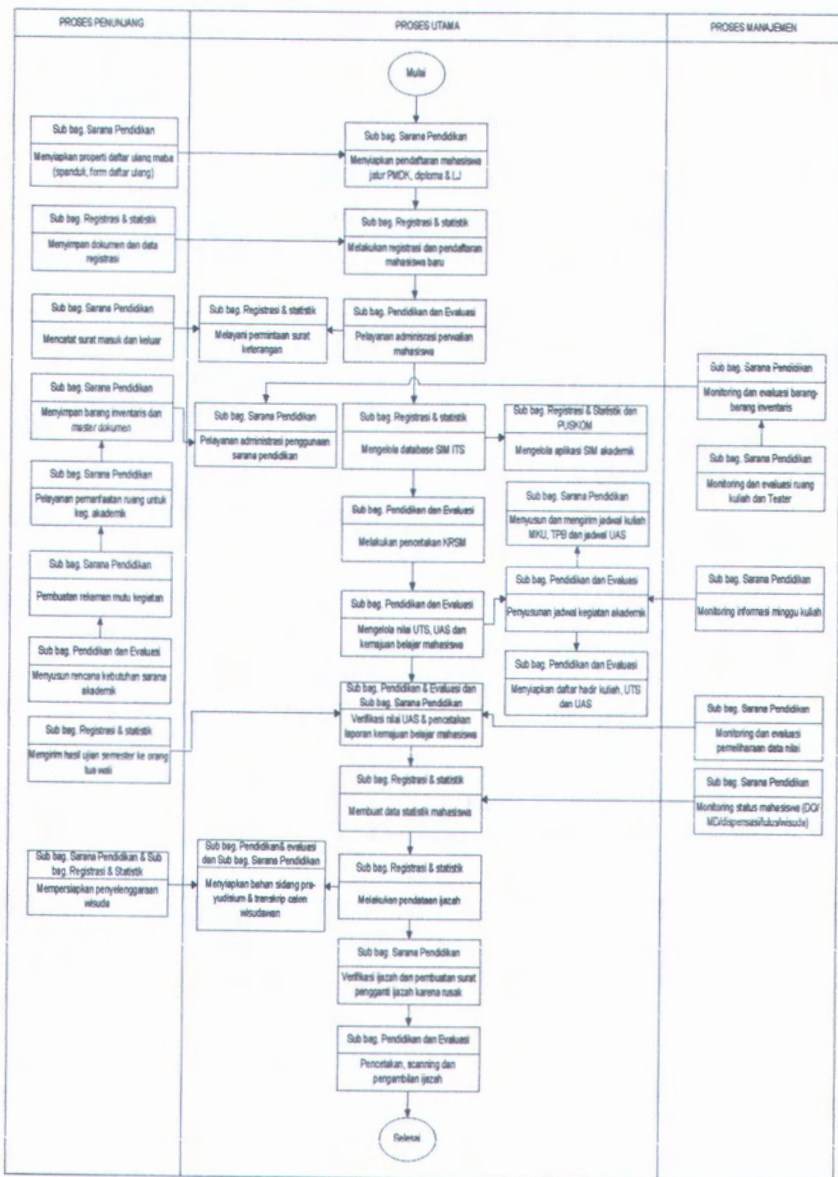 PROSES PENUNJANG
PROSES UTAMA
PROSES MANAJEMEN
Mulai
Sub bag. Sarana Pendidikan
Menyiapkan properti daftar ulang maba
(spanduk, form daftar ulang)
Sub bag. Sarana Pendidikan
Menyiapkan pendaftaran mahasiswa
jalur PMDK, diploma & LJ
Sub bag. Registrasi & statistik
Menyimpan dokumen dan data
registrasi
Sub bag. Registrasi & statistik
Melakukan registrasi dan pendaftaran
mahasiswa baru
Sub bag. Sarana Pendidikan
Mencatat surat masuk dan keluar
Sub bag. Registrasi & statistik
Melayani permintaan surat
keterangan
Sub bag. Pendidikan dan Evaluasi
Pelayanan adminisrasi perwalian
mahasiswa
Sub bag. Sarana Pendidikan
Monitoring dan evaluasi barang-
barang inventaris
Sub bag. Sarana Pendidikan
Menyimpan barang inventaris dan
master dokumen
Sub bag. Sarana Pendidikan
Pelayanan administrasi penggunaan
sarana pendidikan
Sub bag. Registrasi & statistik
Mengelola database SIM ITS
Sub bag. Registrasi & Statistik dan
PUSKOM
Mengelola aplikasi SIM akademik
Sub bag. Sarana Pendidikan
Monitoring dan evaluasi ruang
kuliah dan Teater
Sub bag. Sarana Pendidikan
Pelayanan pemanfaatan ruang untuk
keg. akademik
Sub bag. Pendidikan dan Evaluasi
Melakukan pencetakan KRSM
Sub bag. Sarana Pendidikan
Menyusun dan mengirim jadwal kuliah
MKU, TPB dan jadwal UAS
Sub bag. Sarana Pendidikan
Pembuatan rekaman mutu kegiatan
Sub bag. Pendidikan dan Evaluasi
Mengelola nilai UTS, UAS dan
kemajuan belajar mahasiswa
Sub bag. Pendidikan dan Evaluasi
Penyusunan jadwal kegiatan akademik
Sub bag. Sarana Pendidikan
Monitoring informasi minggu kuliah
Sub bag. Pendidikan dan Evaluasi
Menyusun rencana kebutuhan sarana
akademik
Sub bag. Pendidikan dan Evaluasi
Menyiapkan daftar hadir kuliah, UTS
dan UAS
Sub bag. Registrasi & statistik
Mengirim hasil ujian semester ke orang
tua wali
Sub bag. Pendidikan & Evaluasi dan
Sub bag. Sarana Pendidikan
Verifikasi nilai UAS & pencetakan
laporan kemajuan belajar mahasiswa
Sub bag. Sarana Pendidikan
Monitoring dan evaluasi
pemeliharaan data nilai
Sub bag. Registrasi & statistik
Membuat data statistik mahasiswa
Sub bag. Sarana Pendidikan
Monitoring status mahasiswa (DO/
MD/dispensasi/lulus/wisuda)
Sub bag. Sarana Pendidikan & Sub
bag. Registrasi & Statistik
Mempersiapkan penyelenggaraan
wisuda
Sub bag. Pendidikan& evaluasi
dan Sub bag. Sarana Pendidikan
Menyiapkan bahan sidang pra-
yudisium & transkrip calon
wisudawan
Sub bag. Registrasi & statistik
Melakukan pendataan ijazah
Sub bag. Sarana Pendidikan
Verifikasi ijazah dan pembuatan surat
pengganti ijazah karena rusak
Sub bag. Pendidikan dan Evaluasi
Pencetakan, scanning dan
pengambilan ijazah
Selesai